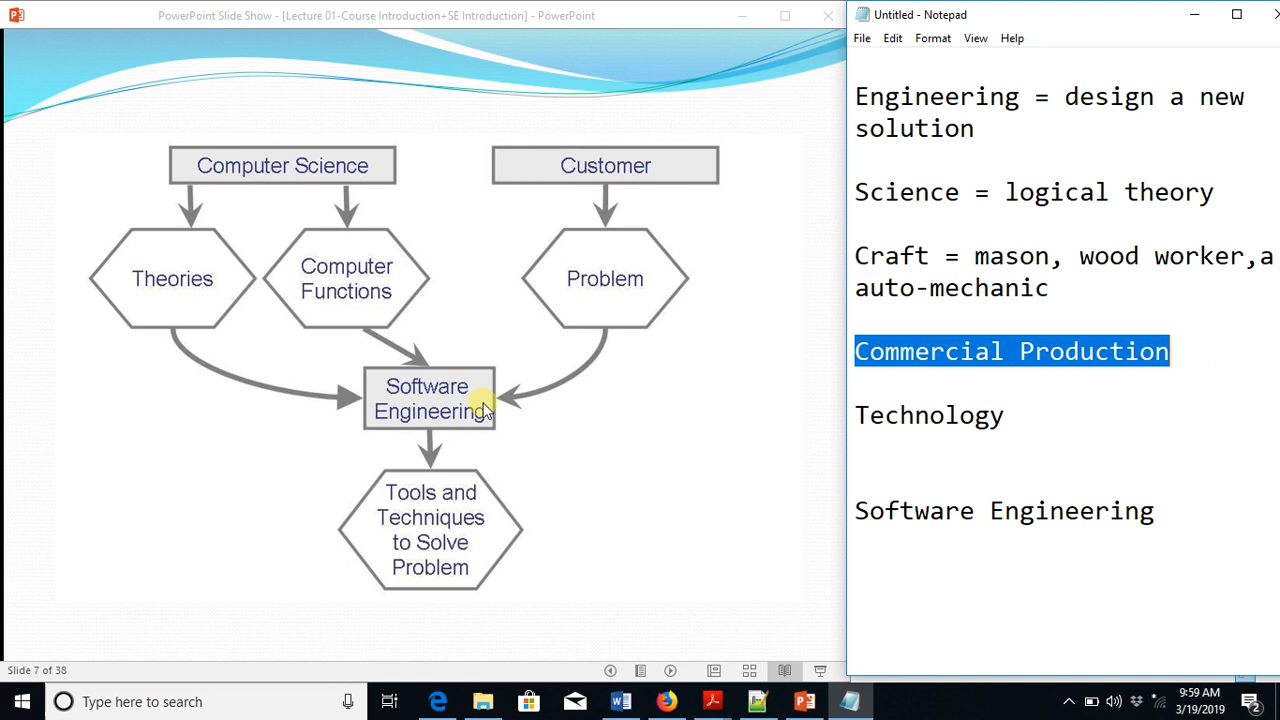 PowerPoint Slide Show - [Lecture 01-Course Introduction+SE Introduction] - PowerPoint
Computer Science
Customer
Theories
Computer
Functions
Problem
Software
Engineering
Tools and
Techniques
to Solve
Problem
Slide 7 of 38
Untitled - Notepad
File Edit Format View Help
Engineering = design a new
solution
Science = logical theory
Craft = mason, wood worker,a
auto-mechanic
Commercial Production
Technology
Software Engineering
Type here to search
9:59 AM
3/19/2019
2